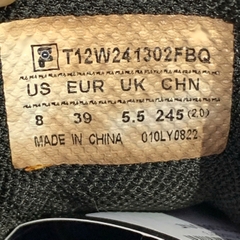 T12W241302FBQ
US EUR UK CHN
8 39 5.5 245(2.0)
MADE IN CHINA 010LY0822